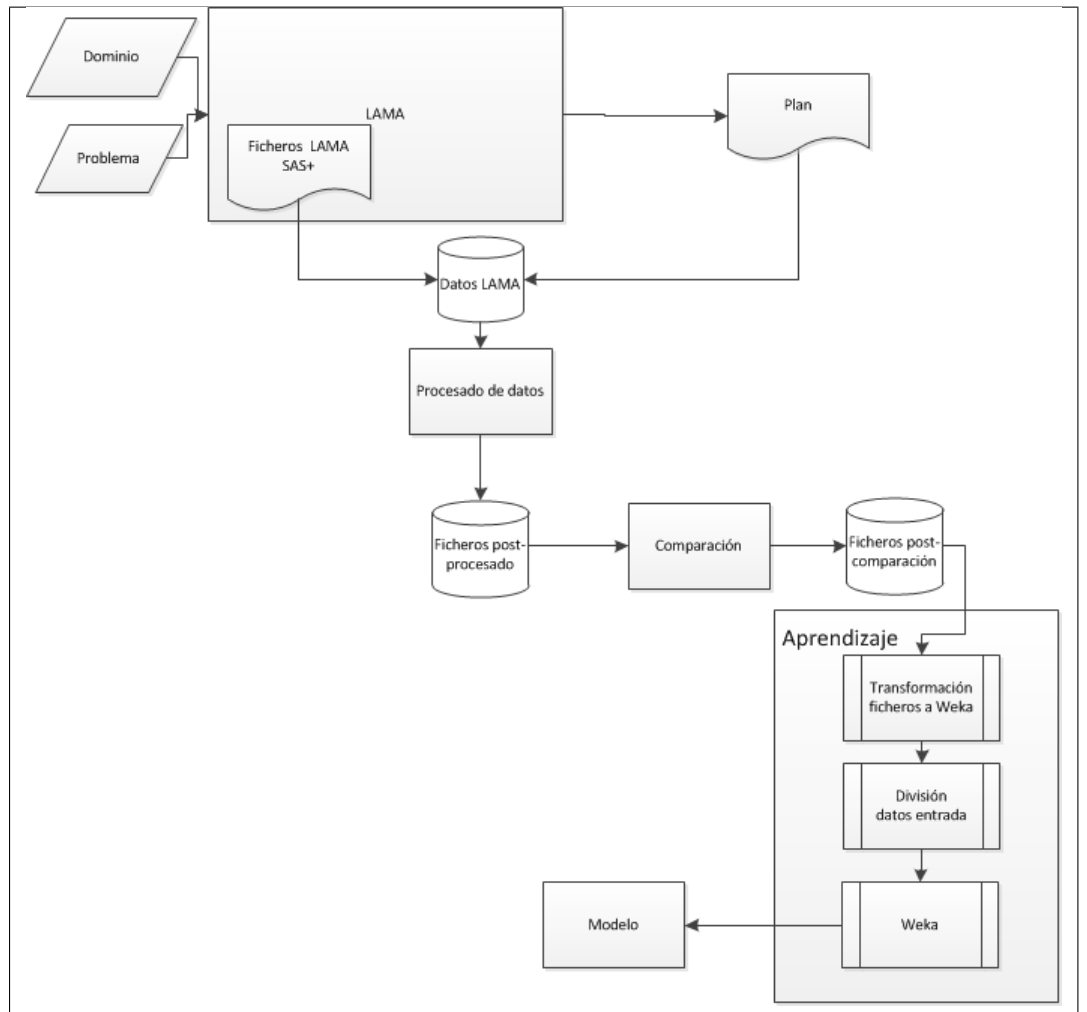 Dominio
Problema
LAMA
Ficheros LAMA
SAS+
Plan
Datos LAMA
Procesado de datos
Ficheros post-
procesado
Comparación
Ficheros post-
comparación
Aprendizaje
Transformación
ficheros a Weka
División
datos entrada
Weka
Modelo